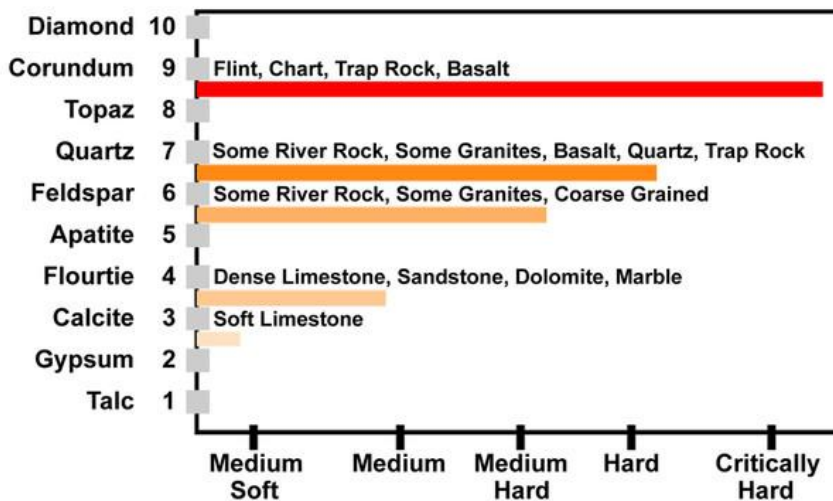 Diamond 10
Corundum 9 Flint, Chart, Trap Rock, Basalt
Topaz 8
Quartz 7 Some River Rock, Some Granites, Basalt, Quartz, Trap Rock
Feldspar 6 Some River Rock, Some Granites, Coarse Grained
Apatite 5
Flourtie 4 Dense Limestone, Sandstone, Dolomite, Marble
Calcite 3 Soft Limestone
Gypsum 2
Talc 1
Medium Soft
Medium
Medium Hard
Hard
Critically Hard